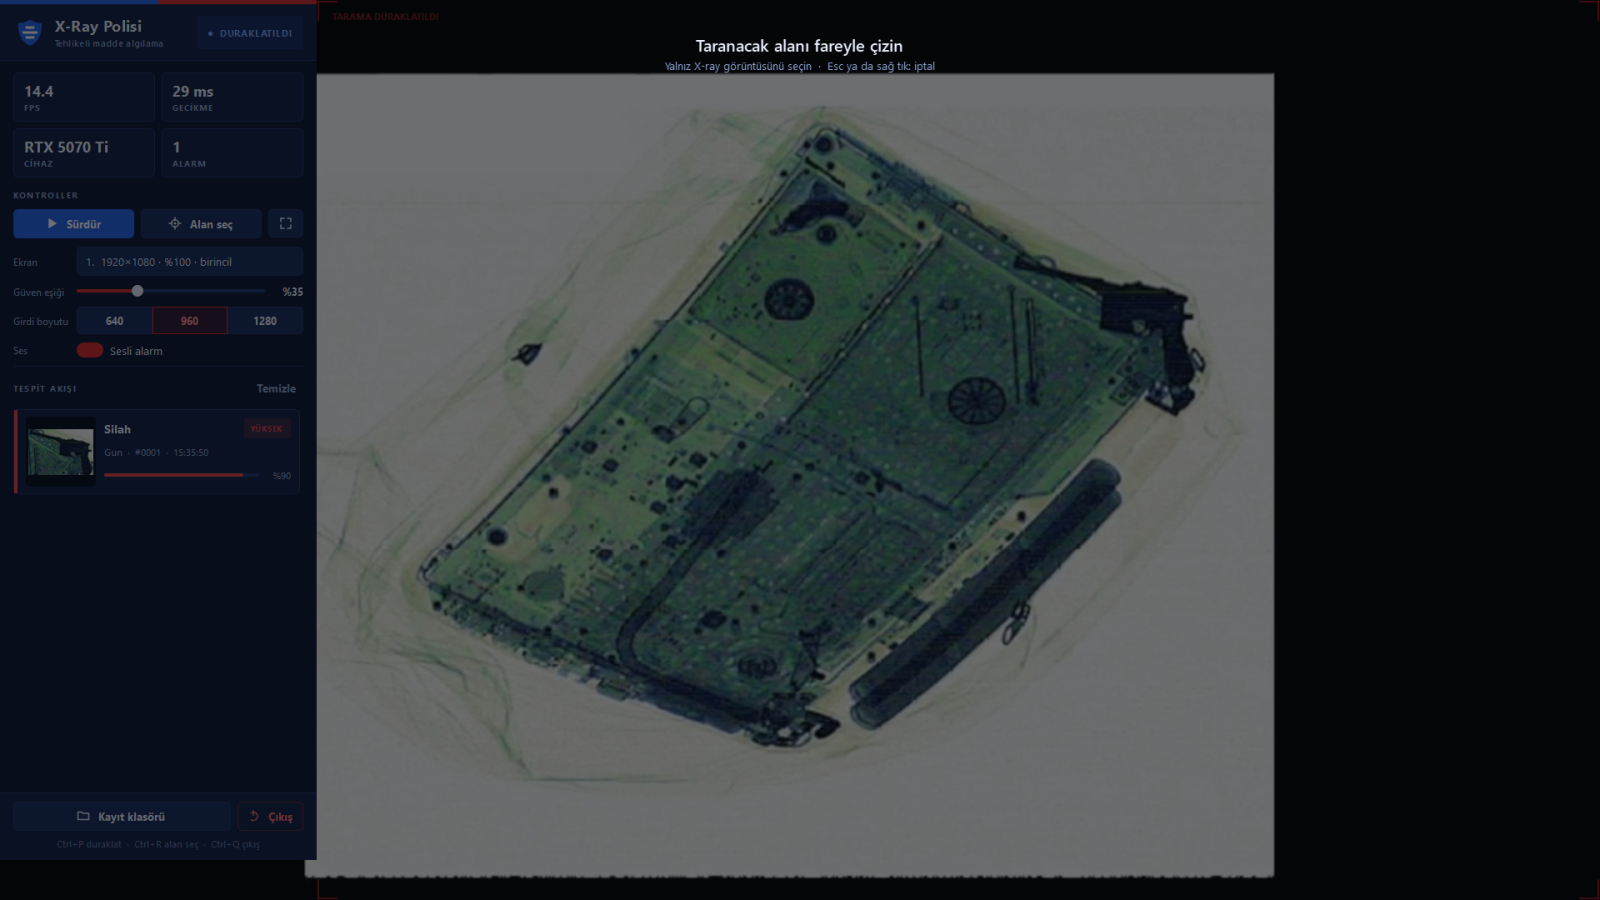 X-Ray Polisi
Tehlikeli madde algılama
DURAKLATILDI
TARAMA DURAKLATILDI
Taranacak alanı fareyle çizin
Yalnız X-ray görüntüsünü seçin · Esc ya da sağ tık: iptal
14.4
FPS
29 ms
GECİKME
RTX 5070 Ti
CİHAZ
1
ALARM
KONTROLLER
Sürdür
Alan seç
Ekran
1. 1920×1080 · %100 · birincil
Güven eşiği
%35
Girdi boyutu
640
960
1280
Ses
Sesli alarm
TESPİT AKIŞI
Temizle
Silah
YÜKSEK
Gun · #0001 · 15:35:50
%90
Kayıt klasörü
Çıkış
Ctrl+P duraklat · Ctrl+R alan seç · Ctrl+Q çıkış